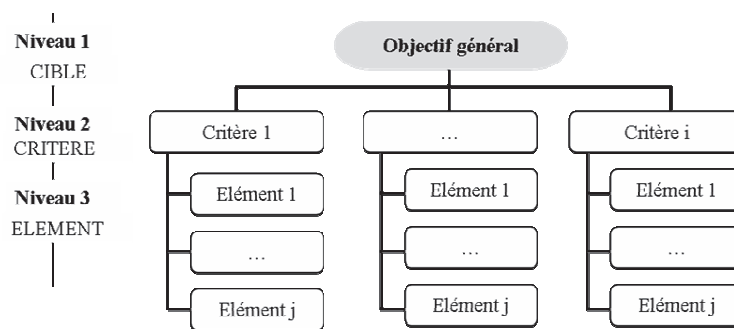 Niveau 1
CIBLE
Niveau 2
CRITERE
Niveau 3
ELEMENT
Objectif général
Critère 1
...
Critère i
Elément 1
Elément 1
Elément 1
...
...
...
Elément j
Elément j
Elément j